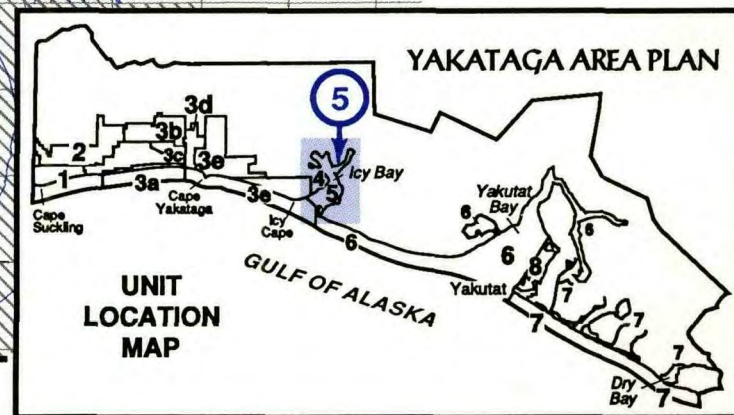 YAKATAGA AREA PLAN
5
3d
3b
2
3c
3e
1
3a
Cape
Yakataga
3e
4
5
Icy Bay
Cape
Suckling
Icy
Cape
6
UNIT
LOCATION
MAP
GULF OF ALASKA
Yakutat
Bay
6
6
6
8
Yakutat
7
7
7
7
7
Dry
Bay
7